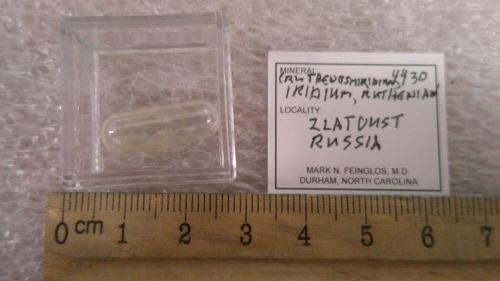 MINERAL
(RUTHENOSMIRIDIUM) 4430
IRIDIUM, RUTHENIAN
LOCALITY:
ZLATOUST
RUSSIA
MARK N. FEINGLOS, M.D.
DURHAM, NORTH CAROLINA
0 cm 1 2 3 4 5 6 7